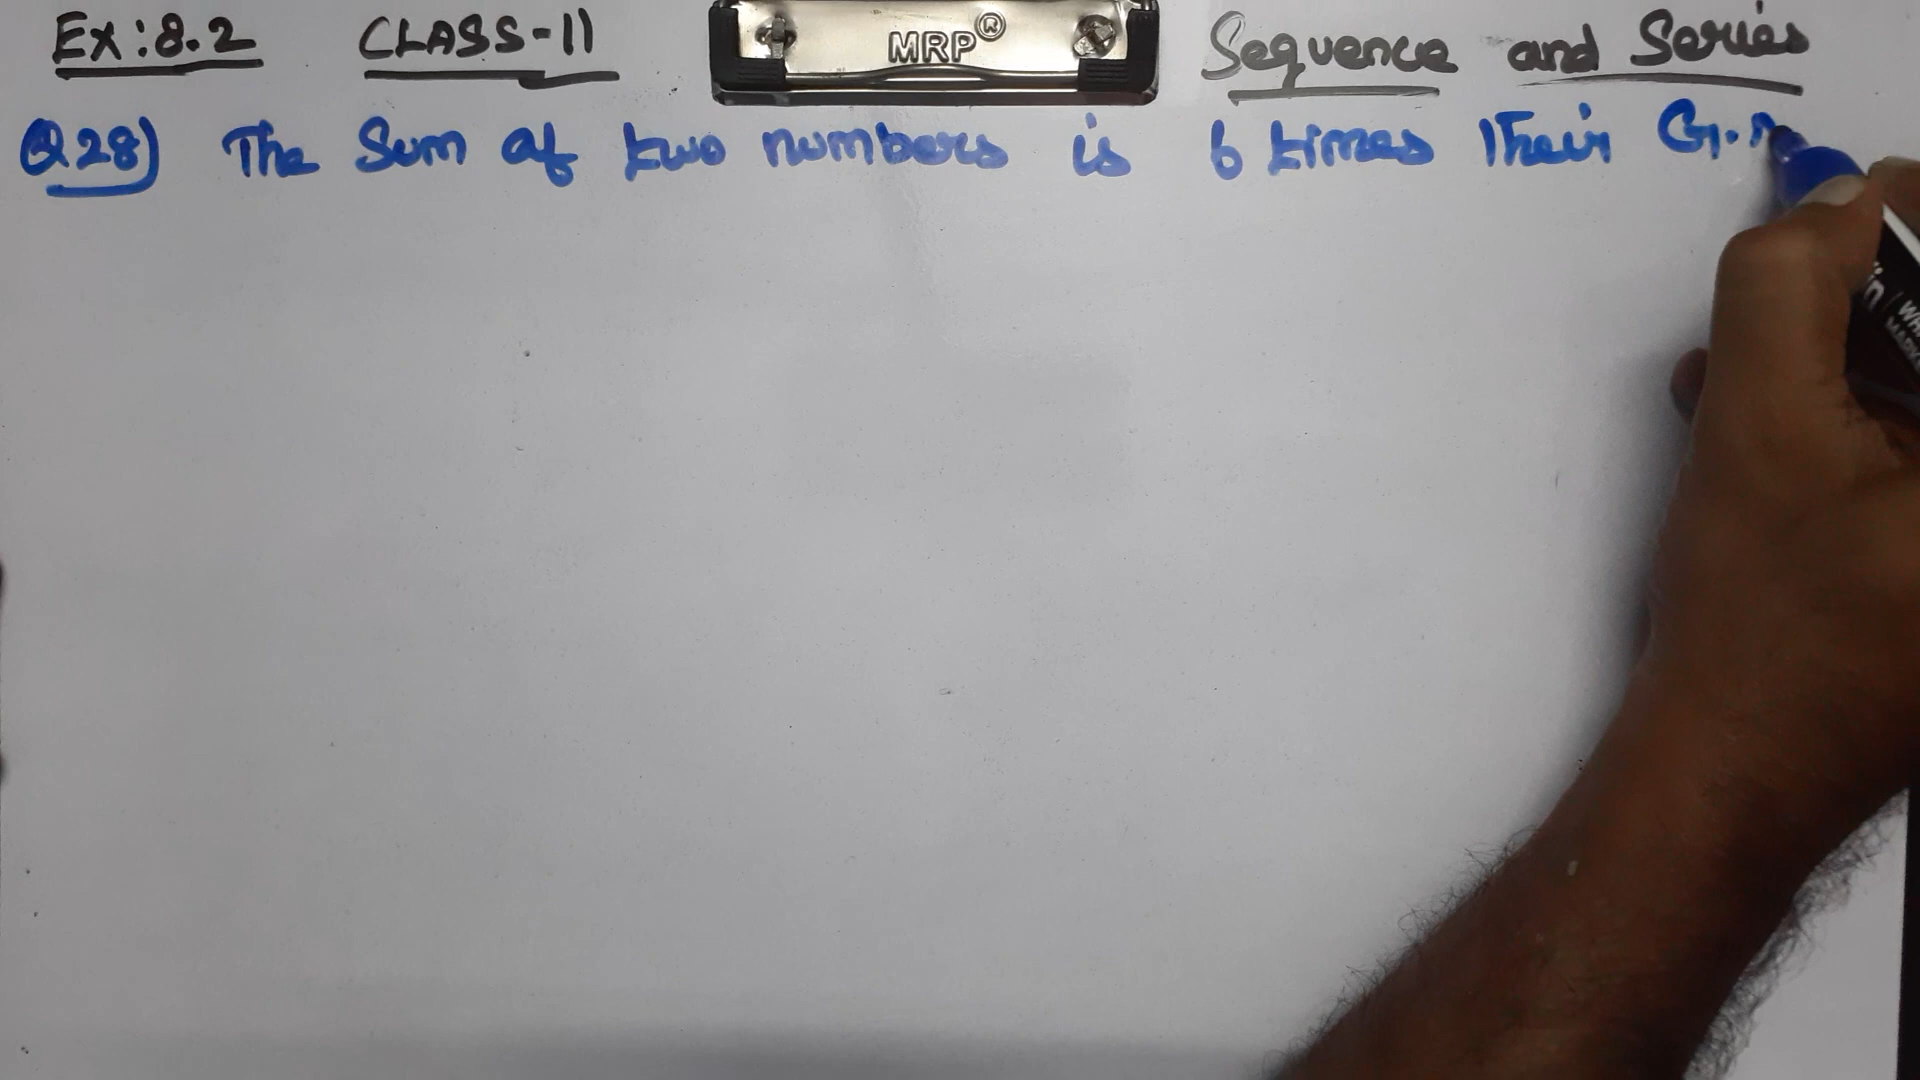 Ex:8.2 CLASS-11 MRP® Sequence and Series
Q28) The Sum of two numbers is 6 times their G.